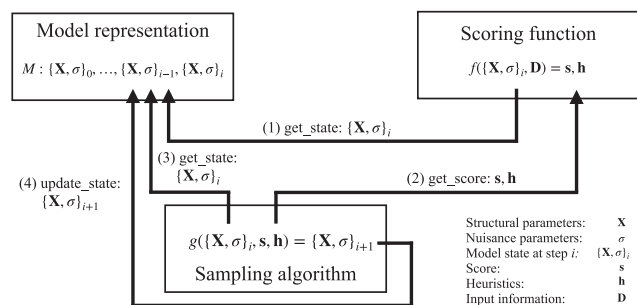 Model representation
M : {X, σ}₀, …, {X, σ}ᵢ₋₁, {X, σ}ᵢ
Scoring function
f({X, σ}ᵢ, D) = s, h
(1) get_state: {X, σ}ᵢ
(3) get_state:
{X, σ}ᵢ
(2) get_score: s, h
(4) update_state:
{X, σ}ᵢ₊₁
g({X, σ}ᵢ, s, h) = {X, σ}ᵢ₊₁
Sampling algorithm
Structural parameters: X
Nuisance parameters: σ
Model state at step i: {X, σ}ᵢ
Score: s
Heuristics: h
Input information: D